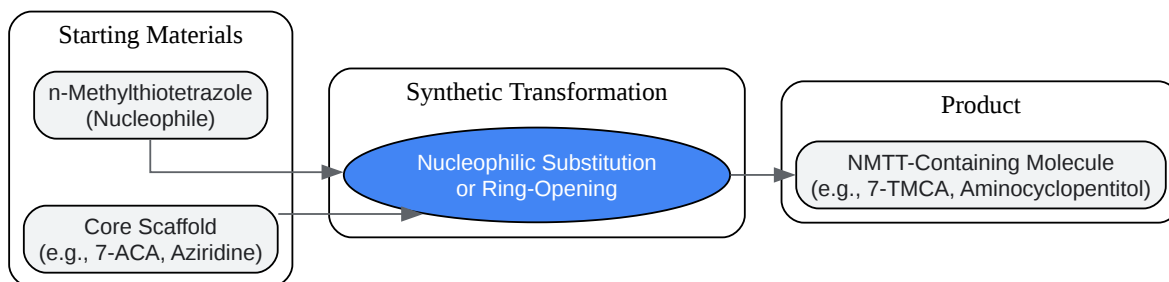 Starting Materials
n-Methylthiotetrazole
(Nucleophile)
Core Scaffold
(e.g., 7-ACA, Aziridine)
Synthetic Transformation
Nucleophilic Substitution
or Ring-Opening
Product
NMTT-Containing Molecule
(e.g., 7-TMCA, Aminocyclopentitol)